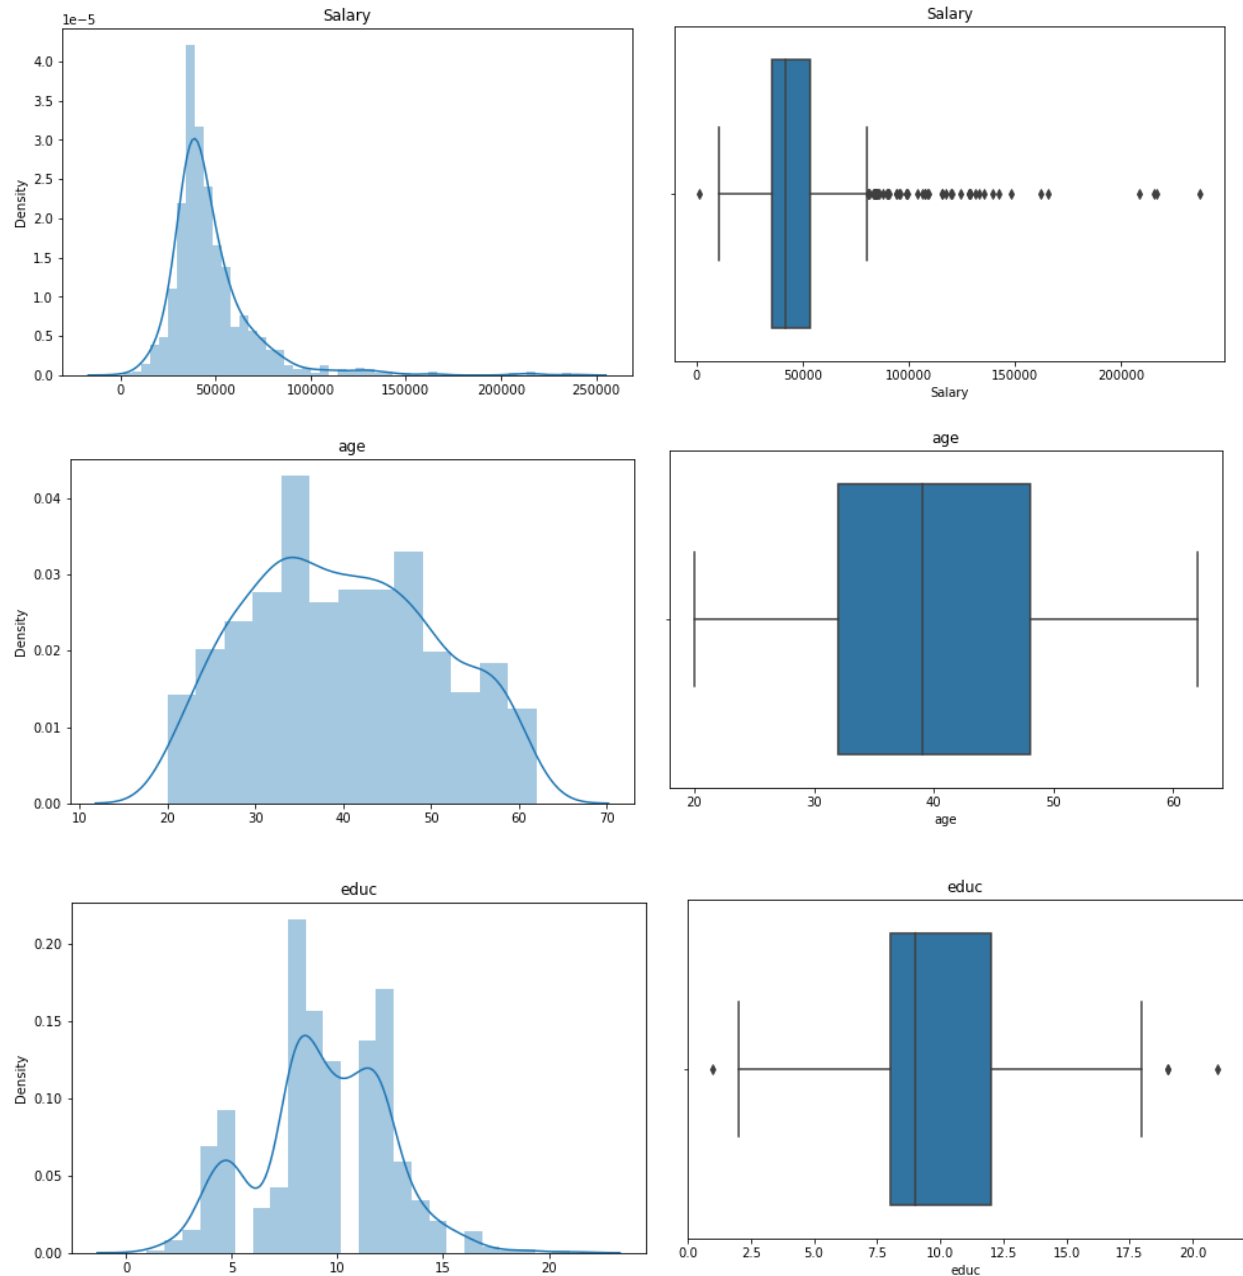 Salary
1e−5
Density
4.0
3.5
3.0
2.5
2.0
1.5
1.0
0.5
0.0
0 50000 100000 150000 200000 250000
Salary
0 50000 100000 150000 200000
Salary
age
Density
0.04
0.03
0.02
0.01
0.00
10 20 30 40 50 60 70
age
20 30 40 50 60
age
educ
Density
0.20
0.15
0.10
0.05
0.00
0 5 10 15 20
educ
0.0 2.5 5.0 7.5 10.0 12.5 15.0 17.5 20.0
educ